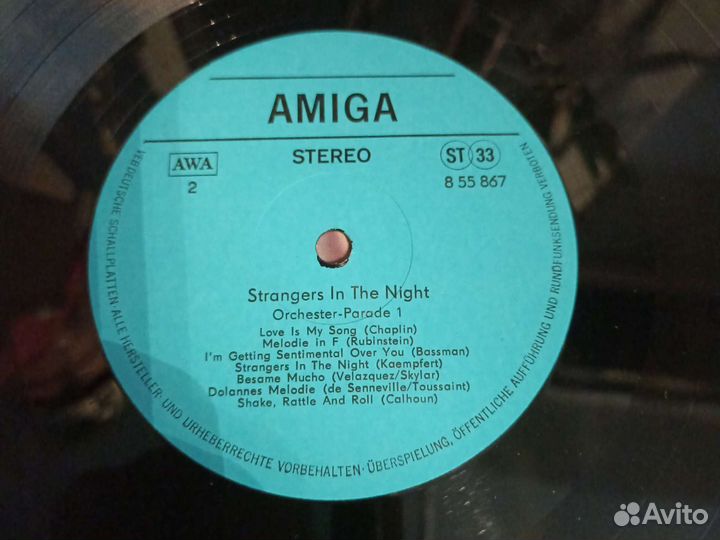 AMIGA
AWA
STEREO
ST 33
2
8 55 867
Strangers In The Night
Orchester-Parade 1
Love Is My Song (Chaplin)
Melodie in F (Rubinstein)
I'm Getting Sentimental Over You (Bassman)
Strangers In The Night (Kaempfert)
Besame Mucho (Velazquez/Skylar)
Dolannes Melodie (de Senneville/Toussaint)
Shake, Rattle And Roll (Calhoun)
VEB DEUTSCHE SCHALLPLATTEN · ALLE HERSTELLER- UND URHEBERRECHTE VORBEHALTEN · ÜBERSPIELUNG, ÖFFENTLICHE AUFFÜHRUNG UND RUNDFUNKSENDUNG VERBOTEN
Avito